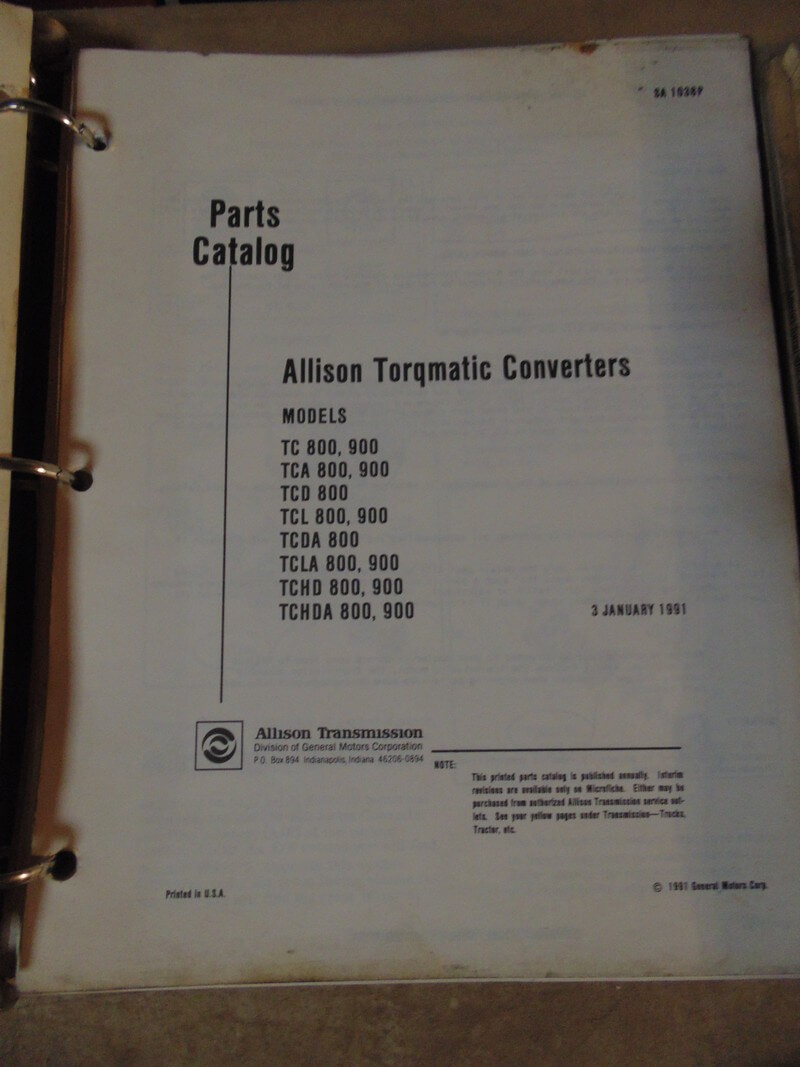 SA 1036P
Parts
Catalog
Allison Torqmatic Converters
MODELS
TC 800, 900
TCA 800, 900
TCD 800
TCL 800, 900
TCDA 800
TCLA 800, 900
TCHD 800, 900
TCHDA 800, 900
3 JANUARY 1991
Allison Transmission
Division of General Motors Corporation
P.O. Box 894 Indianapolis, Indiana 46206-0894
NOTE:
This printed parts catalog is published annually. Interim
revisions are available only on Microfiche. Either may be
purchased from authorized Allison Transmission service out-
lets. See your yellow pages under Transmission—Trucks,
Tractor, etc.
Printed in U.S.A.
© 1991 General Motors Corp.